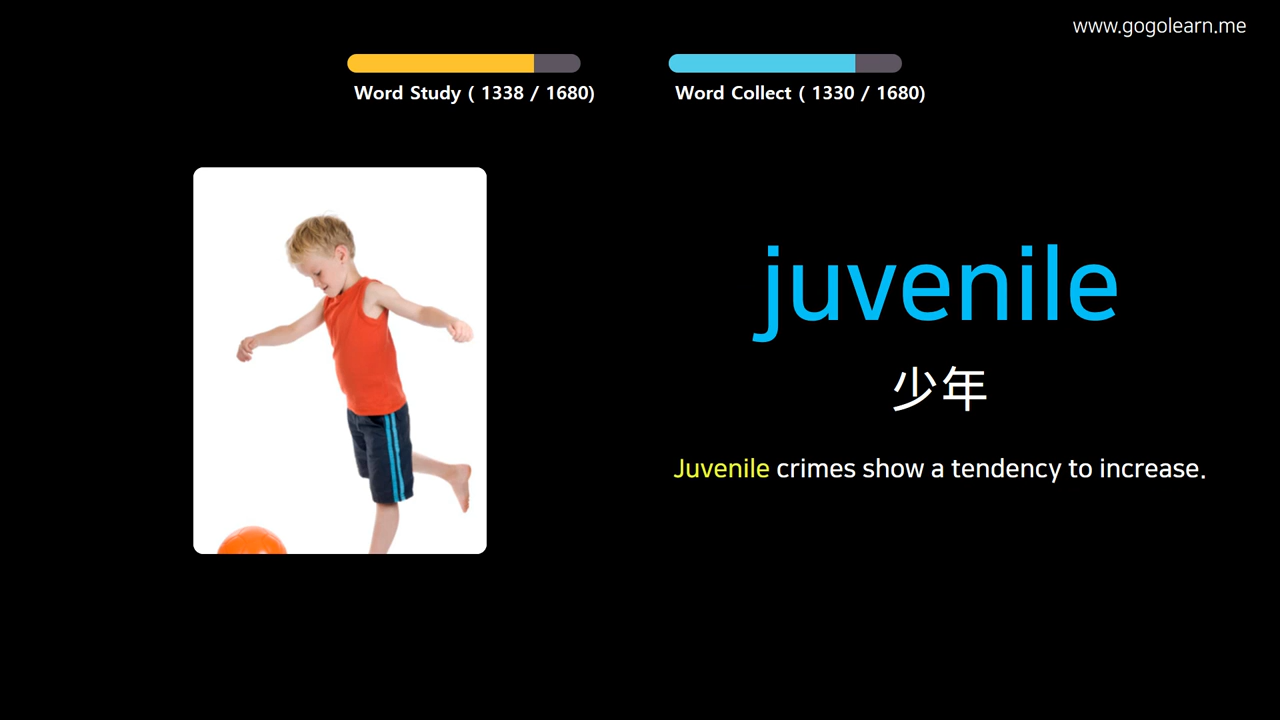 www.gogolearn.me
Word Study ( 1338 / 1680)
Word Collect ( 1330 / 1680)
juvenile
少年
Juvenile crimes show a tendency to increase.